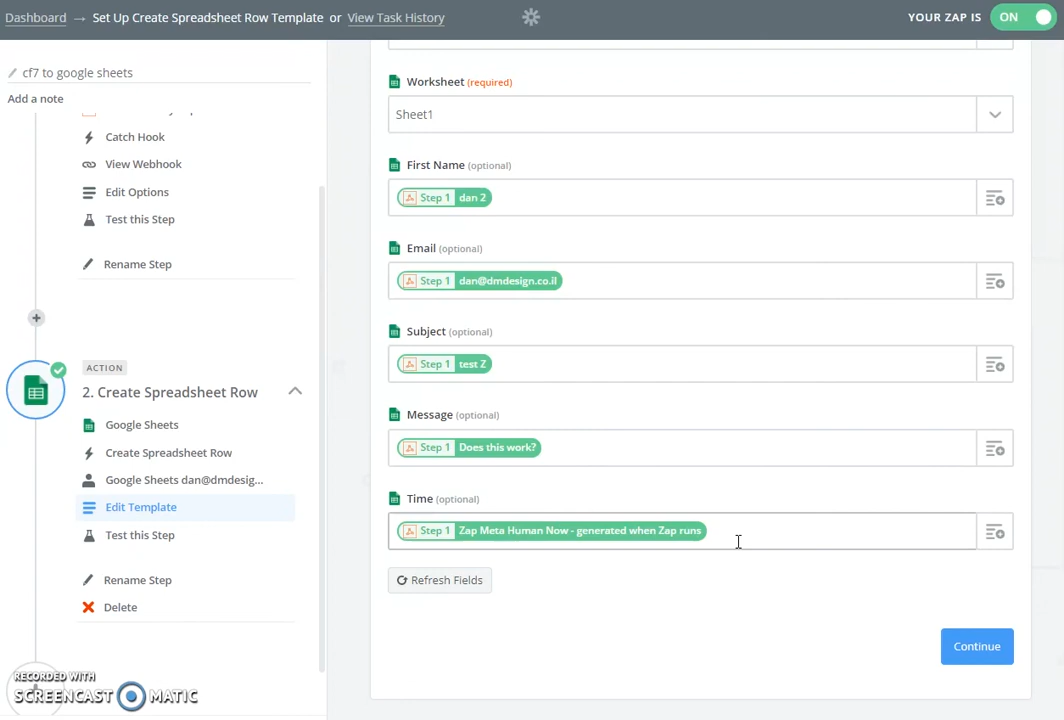 Dashboard → Set Up Create Spreadsheet Row Template or View Task History
YOUR ZAP IS ON
cf7 to google sheets
Add a note
Catch Hook
View Webhook
Edit Options
Test this Step
Rename Step
ACTION
2. Create Spreadsheet Row
Google Sheets
Create Spreadsheet Row
Google Sheets dan@dmdesig...
Edit Template
Test this Step
Rename Step
Delete
RECORDED WITH
SCREENCAST MATIC
Worksheet (required)
Sheet1
First Name (optional)
Step 1 dan 2
Email (optional)
Step 1 dan@dmdesign.co.il
Subject (optional)
Step 1 test Z
Message (optional)
Step 1 Does this work?
Time (optional)
Step 1 Zap Meta Human Now - generated when Zap runs
Refresh Fields
Continue